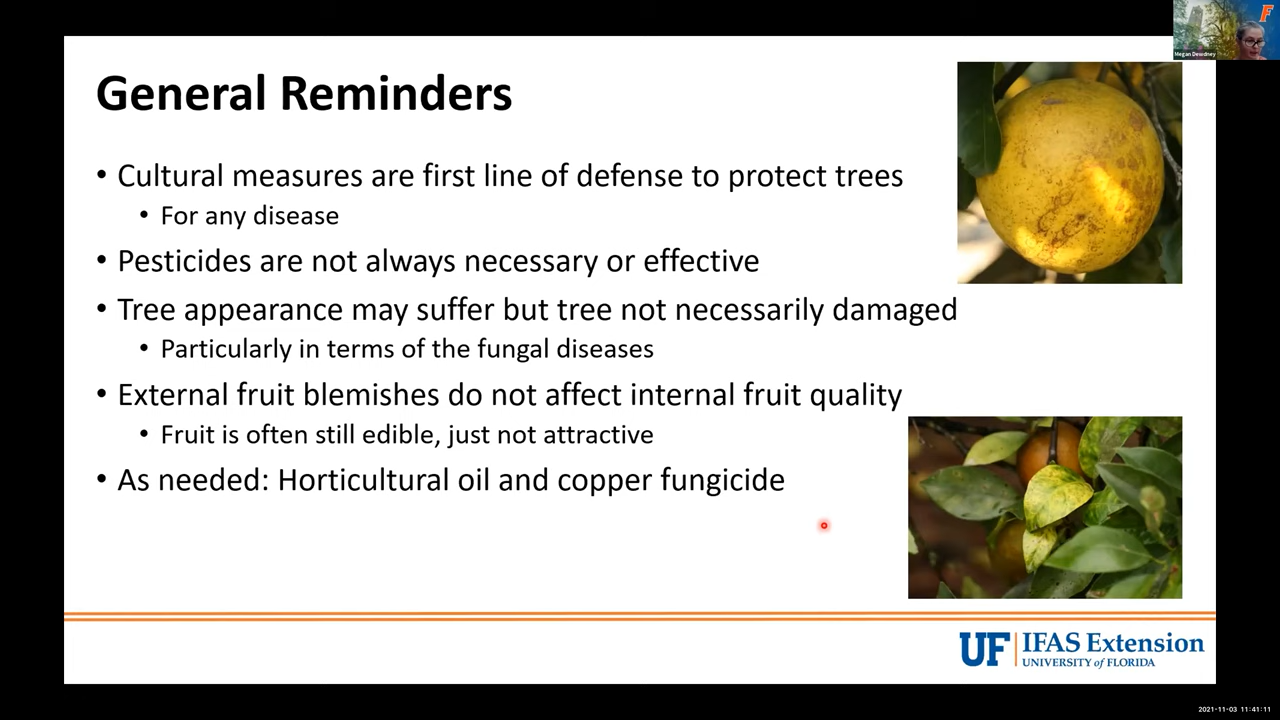 Megan Dewdney
General Reminders
• Cultural measures are first line of defense to protect trees
• For any disease
• Pesticides are not always necessary or effective
• Tree appearance may suffer but tree not necessarily damaged
• Particularly in terms of the fungal diseases
• External fruit blemishes do not affect internal fruit quality
• Fruit is often still edible, just not attractive
• As needed: Horticultural oil and copper fungicide
UF IFAS Extension
UNIVERSITY of FLORIDA
2021-11-03 11:41:11
F